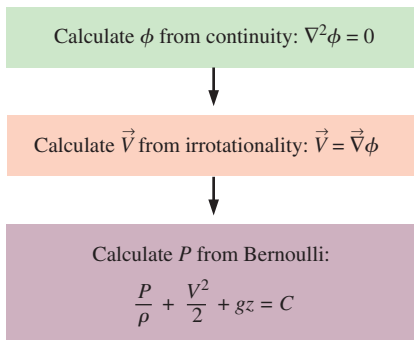 Calculate ϕ from continuity: ∇²ϕ = 0
Calculate V⃗ from irrotationality: V⃗ = ∇⃗ϕ
Calculate P from Bernoulli:
P/ρ + V²/2 + gz = C